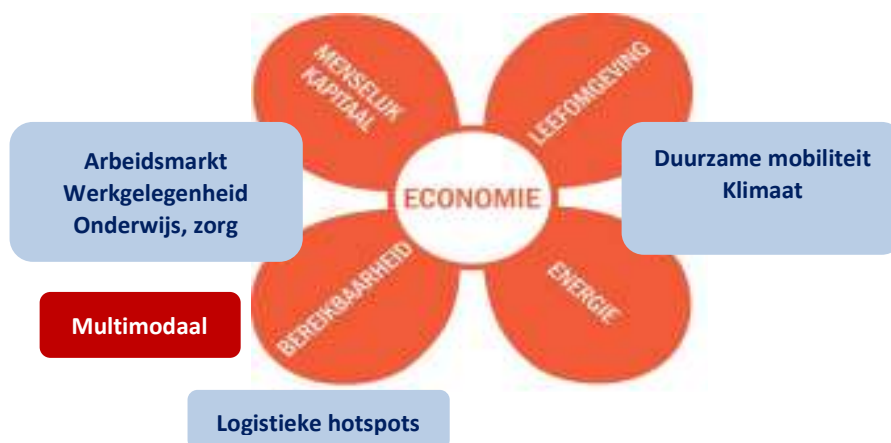 MENSELIJK
KAPITAAL
LEEFOMGEVING
Arbeidsmarkt
Werkgelegenheid
Onderwijs, zorg
Duurzame mobiliteit
Klimaat
ECONOMIE
BEREIKBAARHEID
ENERGIE
Multimodaal
Logistieke hotspots